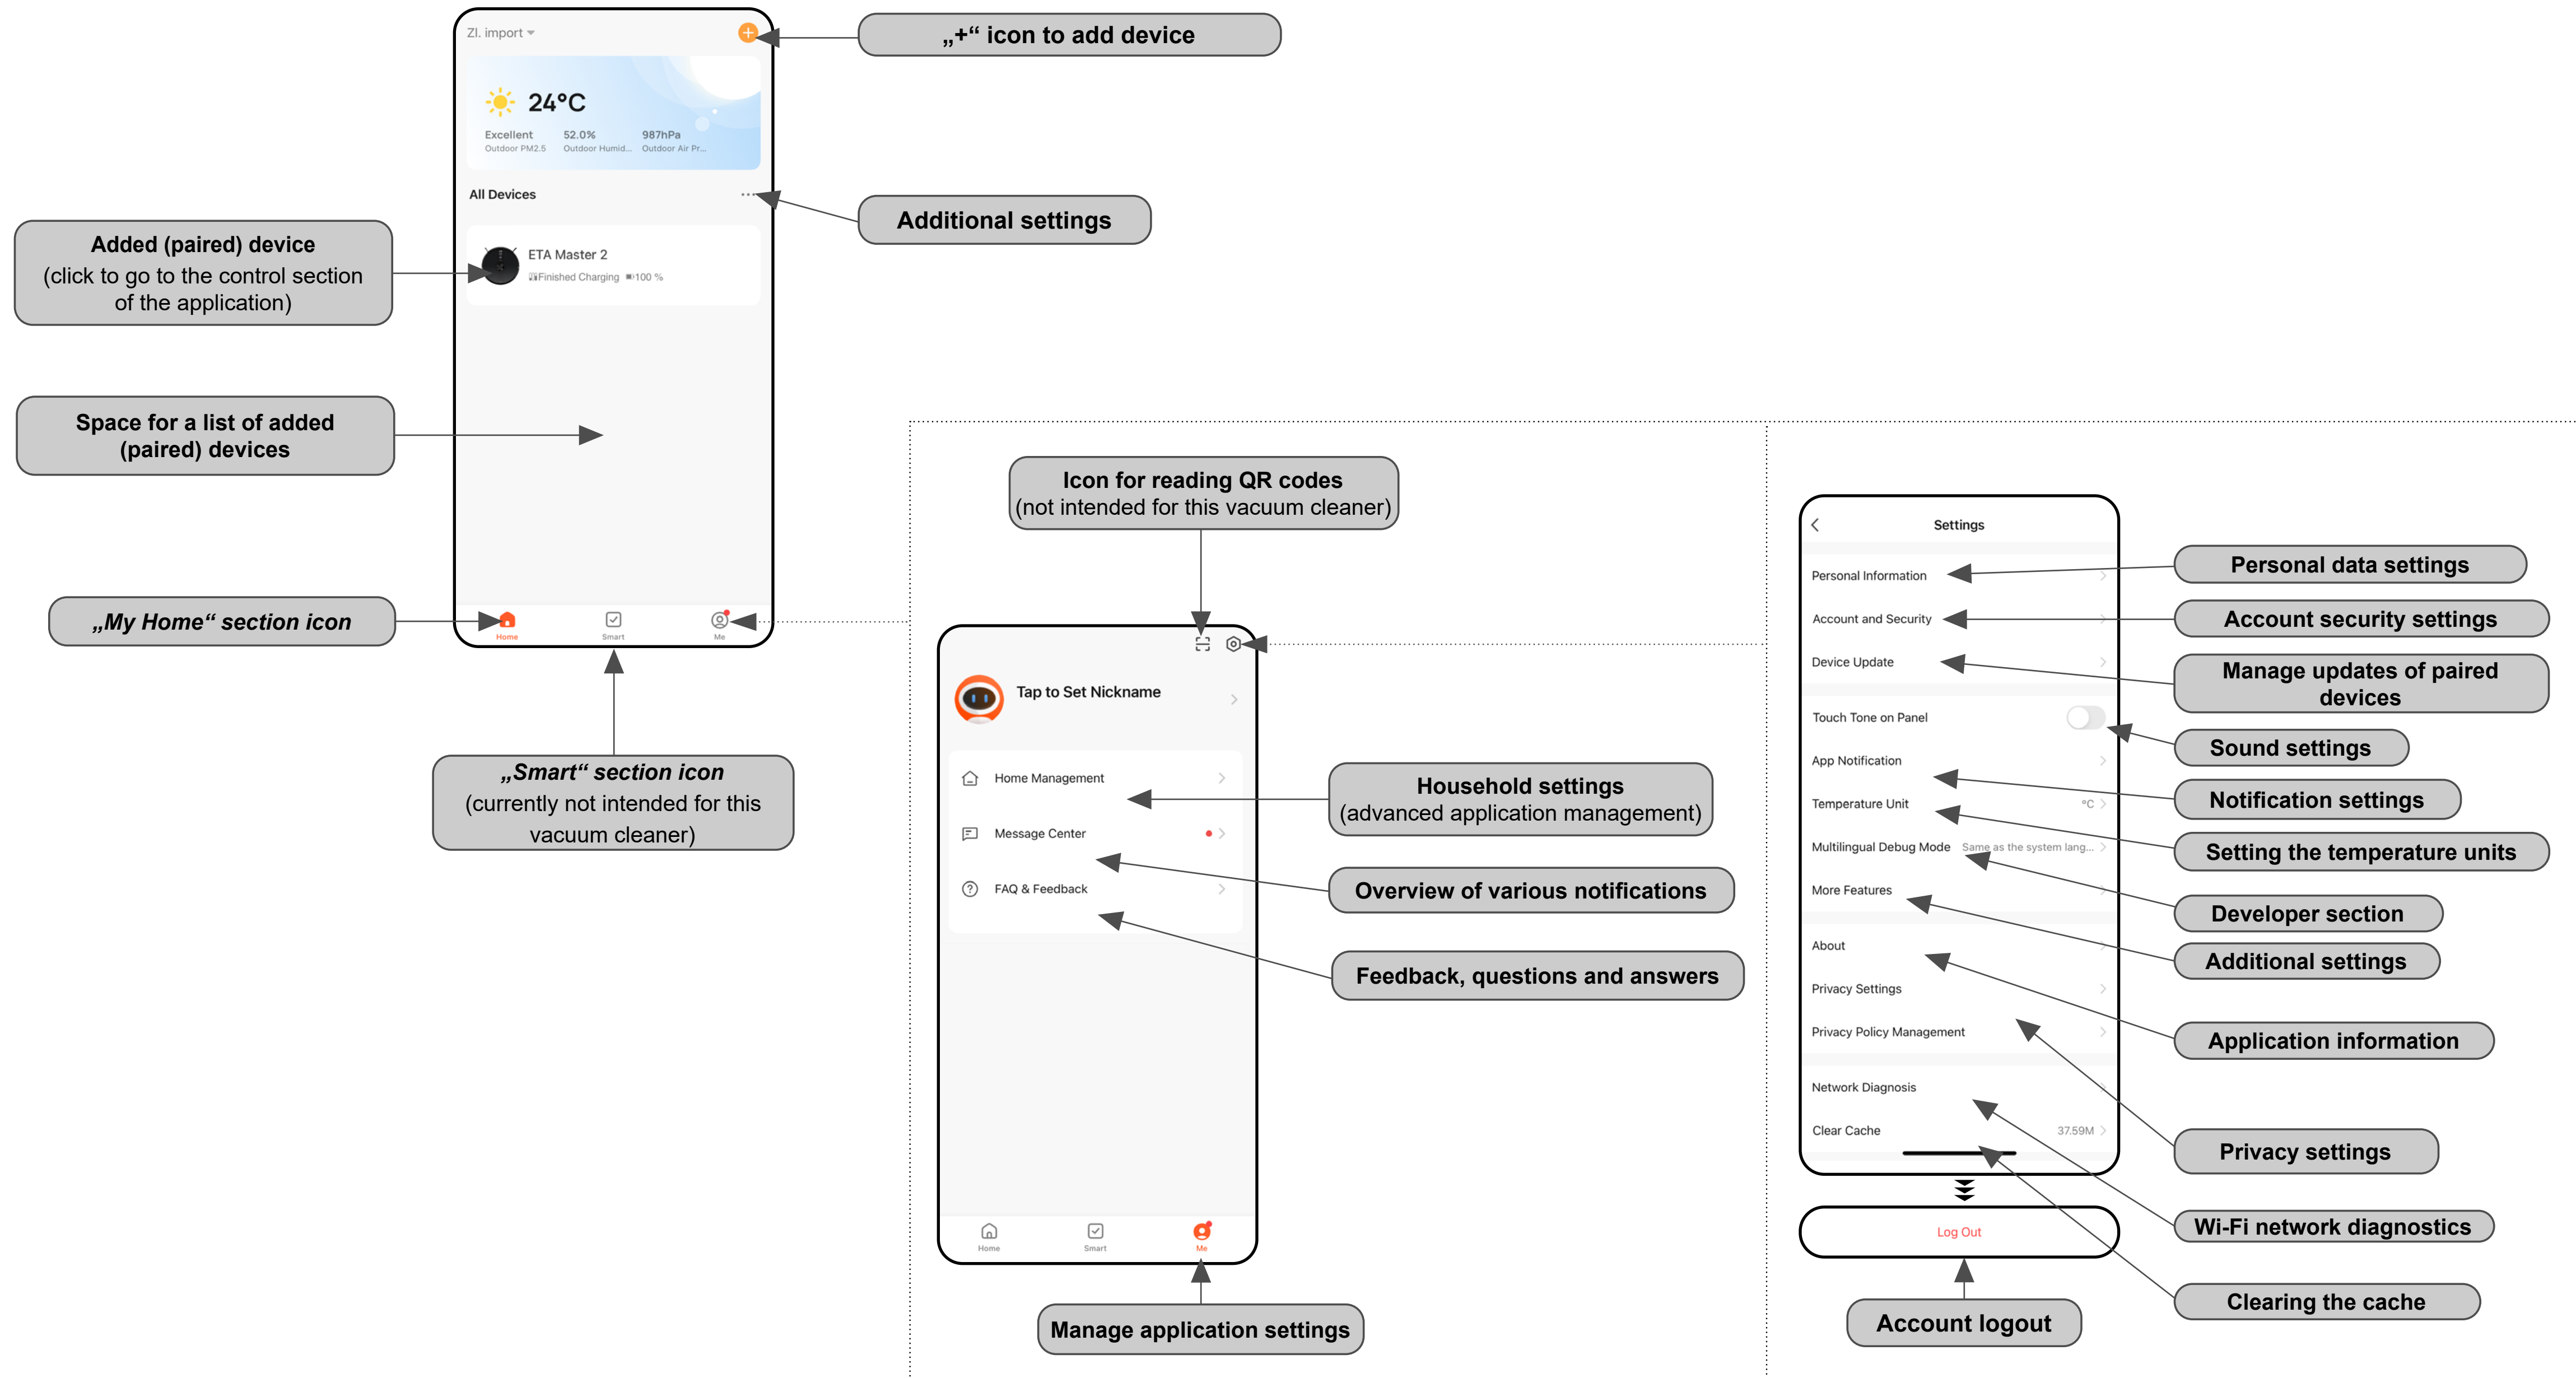 Zl. import
„+“ icon to add device
24°C
Excellent
52.0%
987hPa
Outdoor PM2.5
Outdoor Humid...
Outdoor Air Pr...
All Devices
Additional settings
Added (paired) device
(click to go to the control section
of the application)
ETA Master 2
Finished Charging
100 %
Space for a list of added
(paired) devices
„My Home“ section icon
Home
Smart
Me
„Smart“ section icon
(currently not intended for this
vacuum cleaner)
Icon for reading QR codes
(not intended for this vacuum cleaner)
Tap to Set Nickname
Home Management
Message Center
FAQ & Feedback
Household settings
(advanced application management)
Overview of various notifications
Feedback, questions and answers
Home
Smart
Me
Manage application settings
Settings
Personal Information
Account and Security
Device Update
Touch Tone on Panel
App Notification
Temperature Unit
°C
Multilingual Debug Mode
Same as the system lang...
More Features
About
Privacy Settings
Privacy Policy Management
Network Diagnosis
Clear Cache
37.59M
Log Out
Account logout
Personal data settings
Account security settings
Manage updates of paired
devices
Sound settings
Notification settings
Setting the temperature units
Developer section
Additional settings
Application information
Privacy settings
Wi-Fi network diagnostics
Clearing the cache